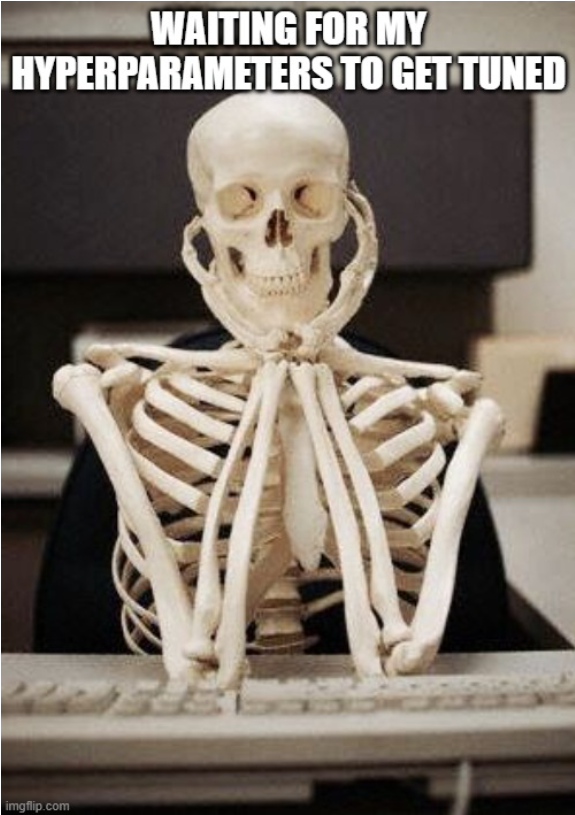 WAITING FOR MY
HYPERPARAMETERS TO GET TUNED
imgflip.com